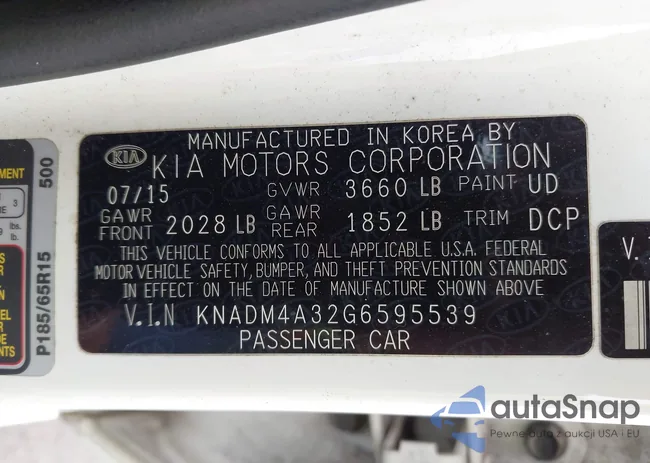 MANUFACTURED IN KOREA BY
KIA
KIA MOTORS CORPORATION
07/15 GVWR 3660 LB PAINT UD
GAWR FRONT 2028 LB GAWR REAR 1852 LB TRIM DCP
THIS VEHICLE CONFORMS TO ALL APPLICABLE U.S.A. FEDERAL
MOTOR VEHICLE SAFETY, BUMPER, AND THEFT PREVENTION STANDARDS
IN EFFECT ON THE DATE OF MANUFACTURE SHOWN ABOVE
V.I.N KNADM4A32G6595539
PASSENGER CAR
P185/65R15 500
3
lbs.
V.I
autaSnap
Pewne auta z aukcji USA i EU